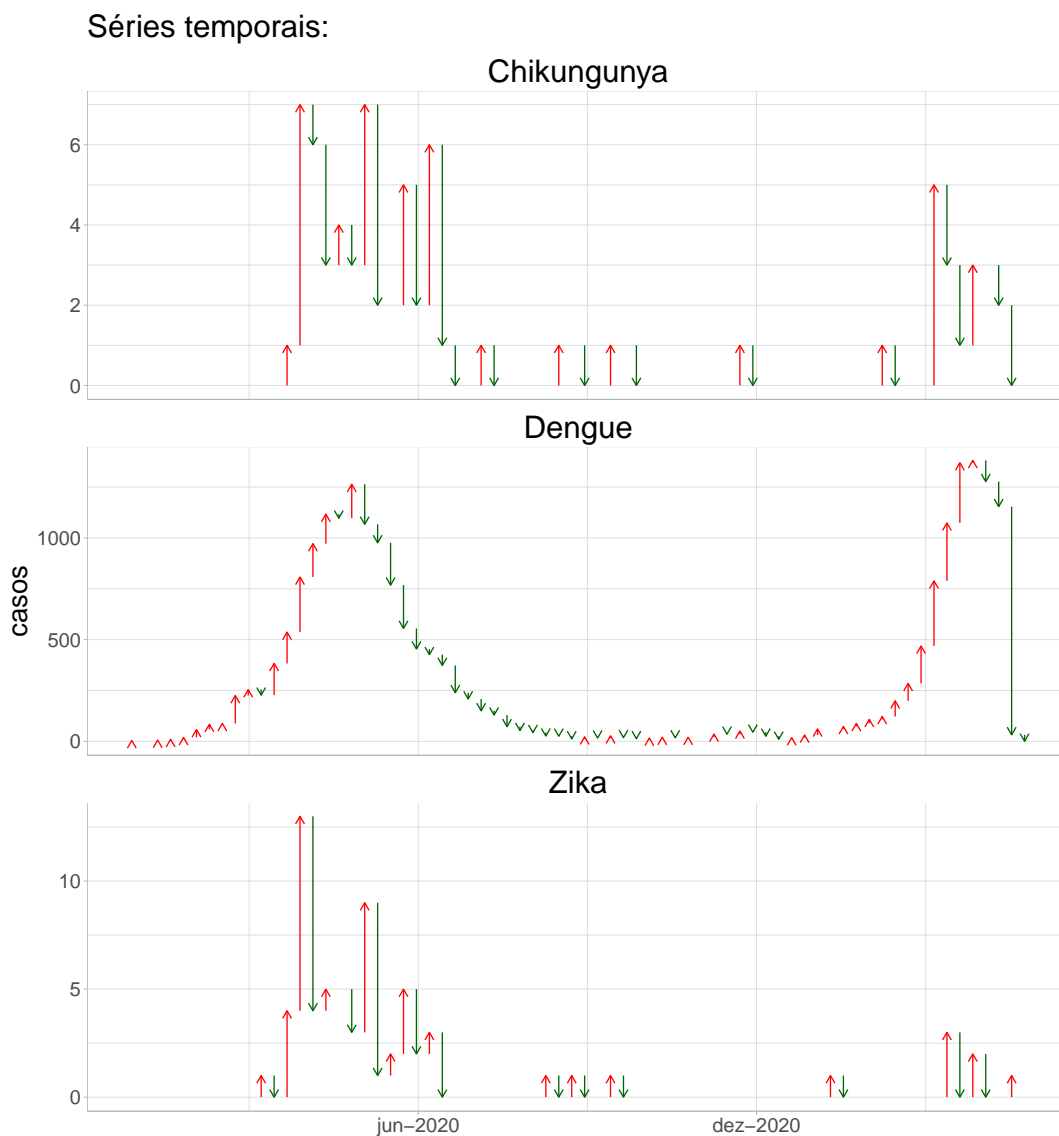 Séries temporais:
Chikungunya
6
4
2
0
Dengue
1000
500
0
casos
Zika
10
5
0
jun−2020
dez−2020